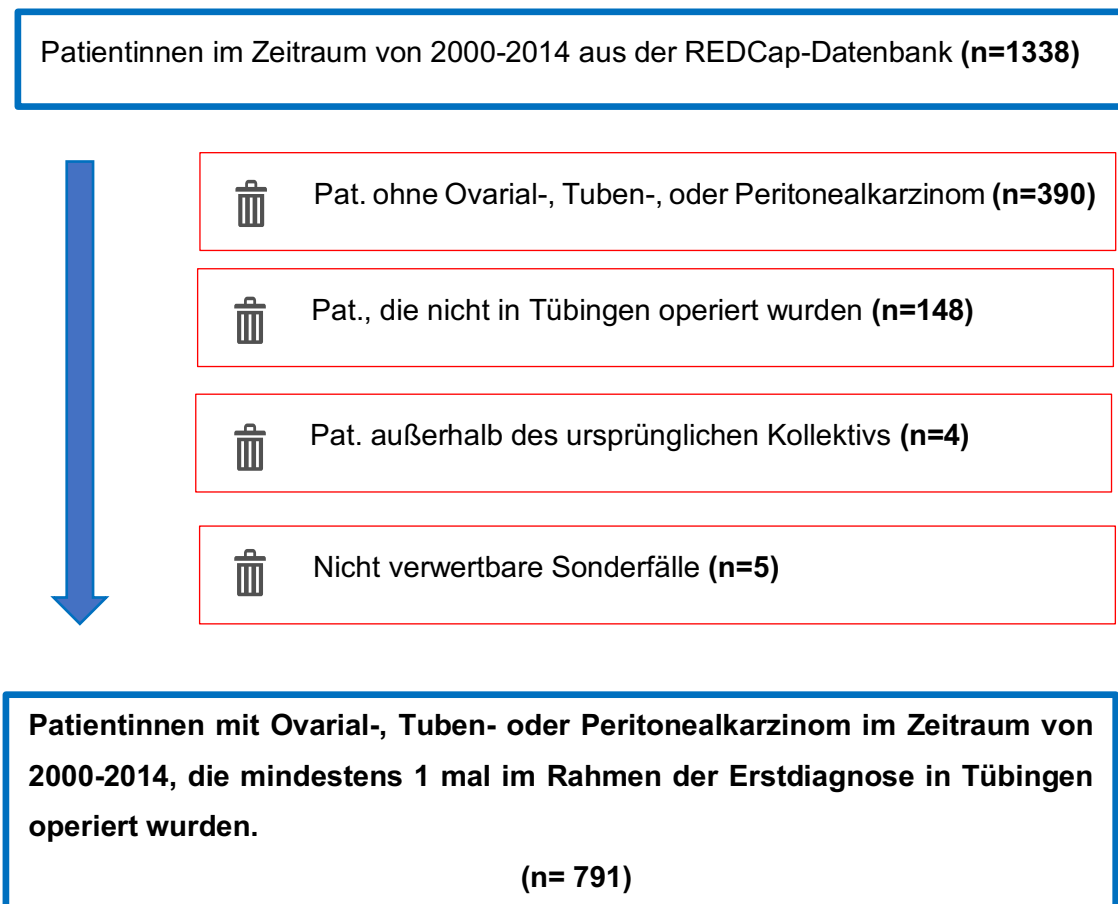 Patientinnen im Zeitraum von 2000-2014 aus der REDCap-Datenbank (n=1338)
Pat. ohne Ovarial-, Tuben-, oder Peritonealkarzinom (n=390)
Pat., die nicht in Tübingen operiert wurden (n=148)
Pat. außerhalb des ursprünglichen Kollektivs (n=4)
Nicht verwertbare Sonderfälle (n=5)
Patientinnen mit Ovarial-, Tuben- oder Peritonealkarzinom im Zeitraum von
2000-2014, die mindestens 1 mal im Rahmen der Erstdiagnose in Tübingen
operiert wurden.
(n= 791)